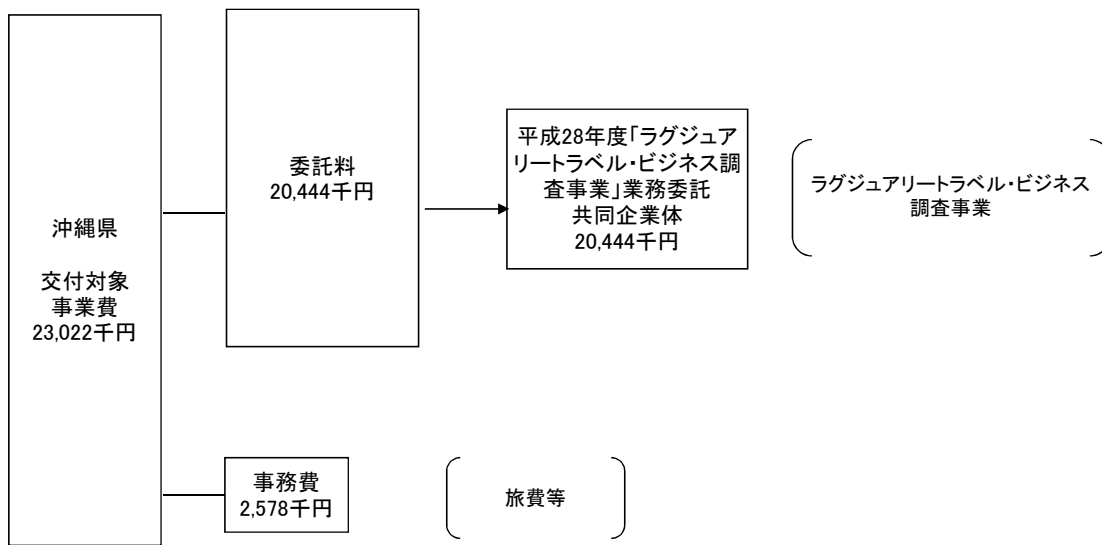 沖縄県
交付対象
事業費
23,022千円
委託料
20,444千円
平成28年度「ラグジュア
リートラベル・ビジネス調
査事業」業務委託
共同企業体
20,444千円
ラグジュアリートラベル・ビジネス
調査事業
事務費
2,578千円
旅費等